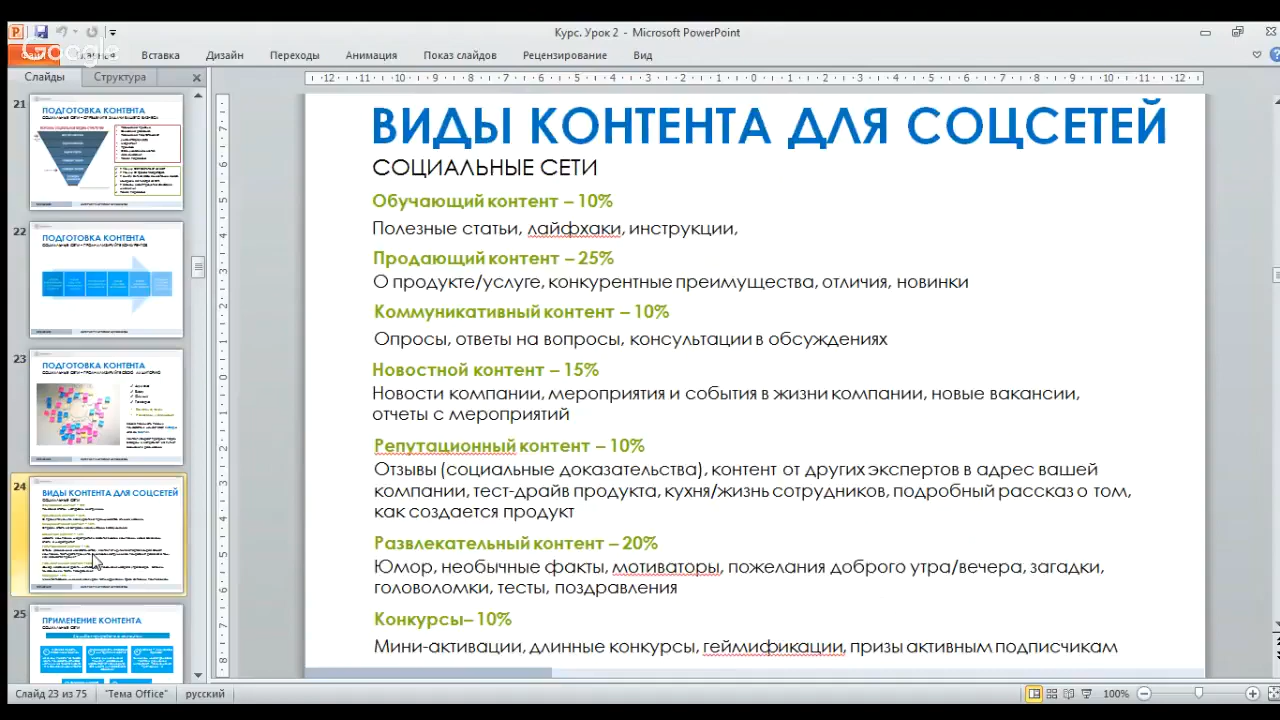 Курс. Урок 2 - Microsoft PowerPoint
Google
Вставка Дизайн Переходы Анимация Показ слайдов Рецензирование Вид
Слайды Структура
21
ПОДГОТОВКА КОНТЕНТА
22
ПОДГОТОВКА КОНТЕНТА
23
ПОДГОТОВКА КОНТЕНТА
24
ВИДЫ КОНТЕНТА ДЛЯ СОЦСЕТЕЙ
СОЦИАЛЬНЫЕ СЕТИ
25
ПРИМЕНЕНИЕ КОНТЕНТА
СОЦИАЛЬНЫЕ СЕТИ
ВИДЫ КОНТЕНТА ДЛЯ СОЦСЕТЕЙ
СОЦИАЛЬНЫЕ СЕТИ
Обучающий контент – 10%
Полезные статьи, лайфхаки, инструкции,
Продающий контент – 25%
О продукте/услуге, конкурентные преимущества, отличия, новинки
Коммуникативный контент – 10%
Опросы, ответы на вопросы, консультации в обсуждениях
Новостной контент – 15%
Новости компании, мероприятия и события в жизни компании, новые вакансии,
отчеты с мероприятий
Репутационный контент – 10%
Отзывы (социальные доказательства), контент от других экспертов в адрес вашей
компании, тест-драйв продукта, кухня/жизнь сотрудников, подробный рассказ о том,
как создается продукт
Развлекательный контент – 20%
Юмор, необычные факты, мотиваторы, пожелания доброго утра/вечера, загадки,
головоломки, тесты, поздравления
Конкурсы– 10%
Мини-активации, длинные конкурсы, геймификации, призы активным подписчикам
Слайд 23 из 75 "Тема Office" русский 100%